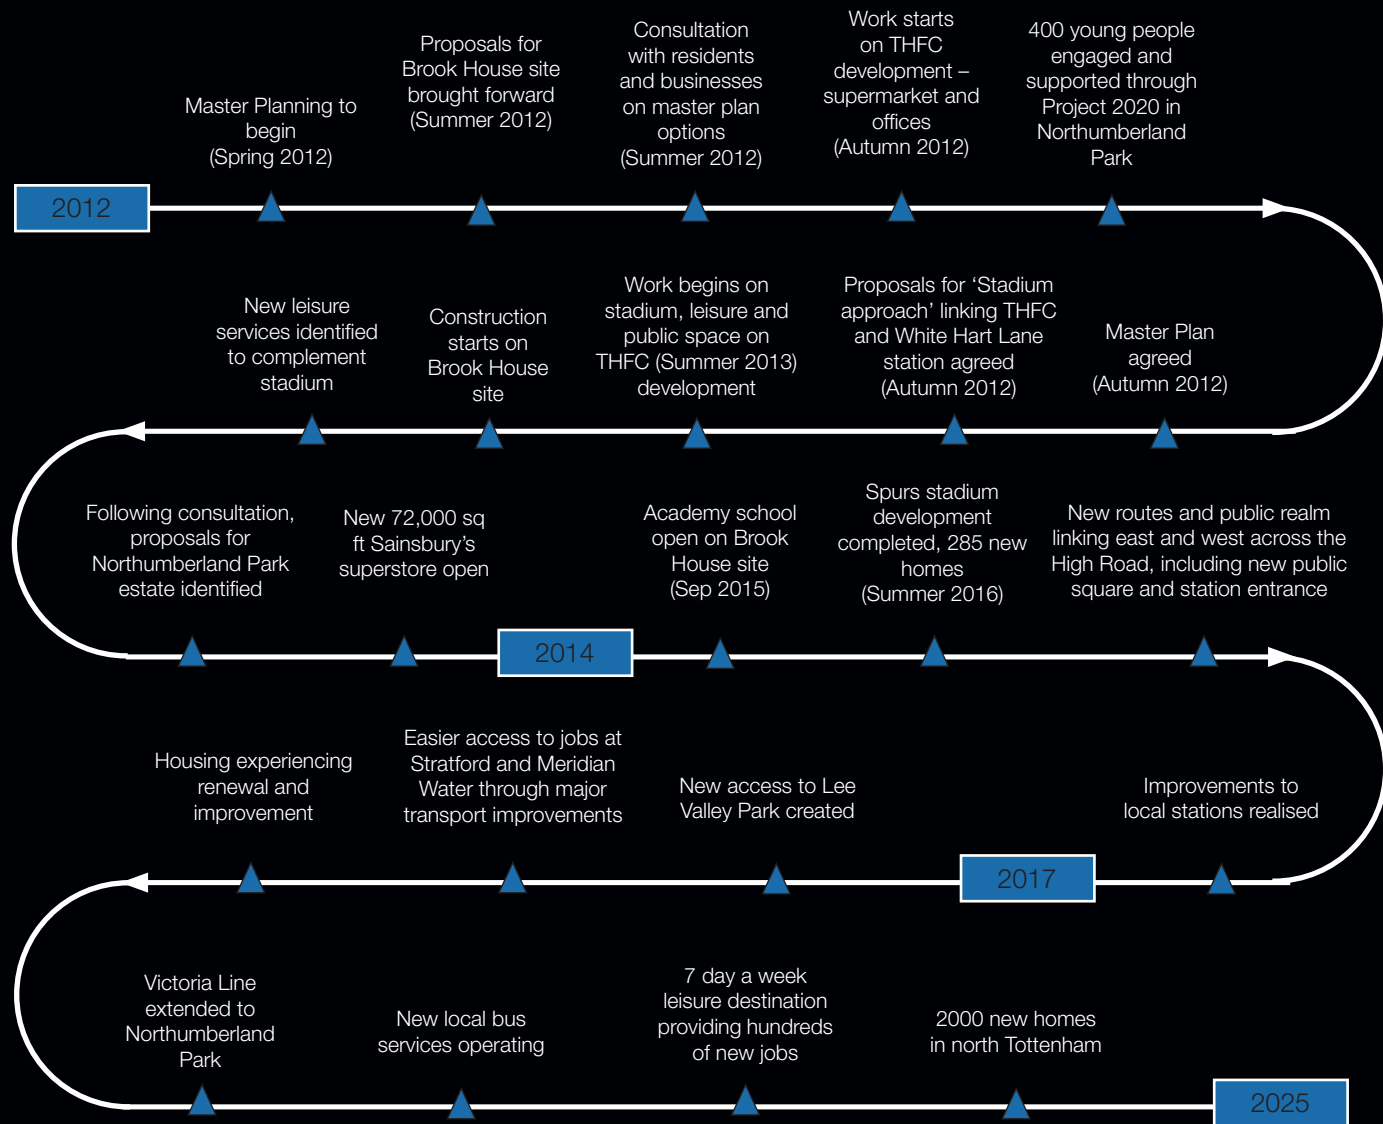 Master Planning to
begin
(Spring 2012)
Proposals for
Brook House site
brought forward
(Summer 2012)
Consultation
with residents
and businesses
on master plan
options
(Summer 2012)
Work starts
on THFC
development –
supermarket and
offices
(Autumn 2012)
400 young people
engaged and
supported through
Project 2020 in
Northumberland
Park
2012
New leisure
services identified
to complement
stadium
Construction
starts on
Brook House
site
Work begins on
stadium, leisure and
public space on
THFC (Summer 2013)
development
Proposals for ‘Stadium
approach’ linking THFC
and White Hart Lane
station agreed
(Autumn 2012)
Master Plan
agreed
(Autumn 2012)
Following consultation,
proposals for
Northumberland Park
estate identified
New 72,000 sq
ft Sainsbury’s
superstore open
Academy school
open on Brook
House site
(Sep 2015)
Spurs stadium
development
completed, 285 new
homes
(Summer 2016)
New routes and public realm
linking east and west across the
High Road, including new public
square and station entrance
2014
Housing experiencing
renewal and
improvement
Easier access to jobs at
Stratford and Meridian
Water through major
transport improvements
New access to Lee
Valley Park created
Improvements to
local stations realised
2017
Victoria Line
extended to
Northumberland
Park
New local bus
services operating
7 day a week
leisure destination
providing hundreds
of new jobs
2000 new homes
in north Tottenham
2025